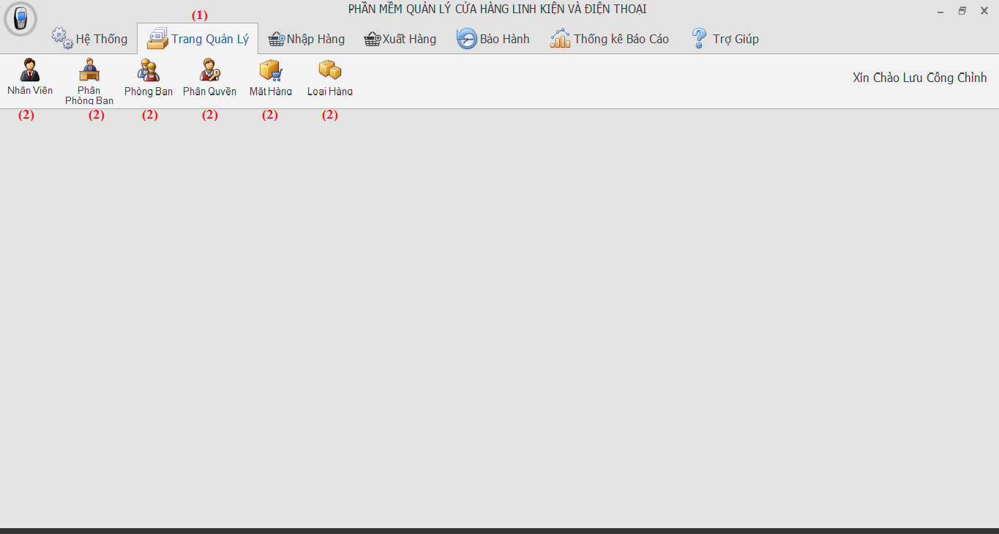 PHẦN MỀM QUẢN LÝ CỬA HÀNG LINH KIỆN VÀ ĐIỆN THOẠI
(1)
Hệ Thống Trang Quản Lý Nhập Hàng Xuất Hàng Bảo Hành Thống kê Báo Cáo Trợ Giúp
Nhân Viên Phân Phòng Ban Phòng Ban Phân Quyền Mặt Hàng Loại Hàng
Xin Chào Lưu Công Chỉnh
(2) (2) (2) (2) (2) (2)